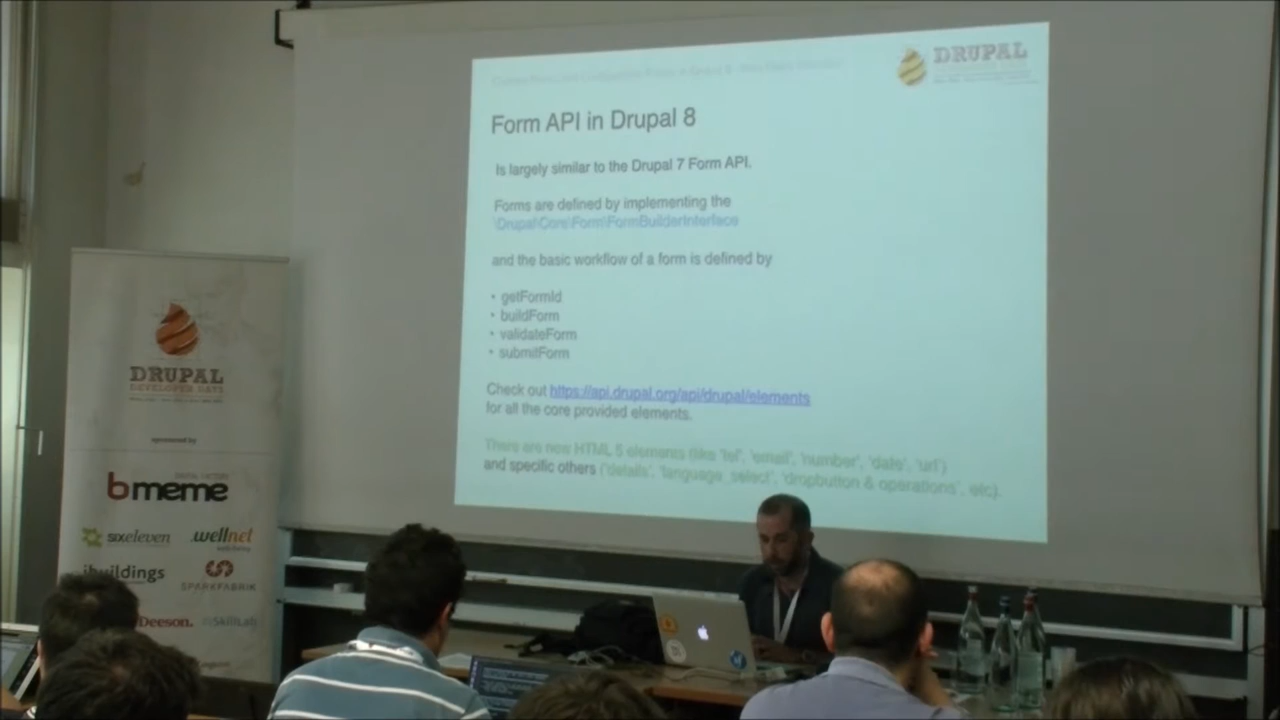 DRUPAL
Form API in Drupal 8
Is largely similar to the Drupal 7 Form API.
Forms are defined by implementing the
\Drupal\Core\Form\FormBuilderInterface
and the basic workflow of a form is defined by
• getFormId
• buildForm
• validateForm
• submitForm
Check out https://api.drupal.org/api/drupal/elements
for all the core provided elements.
There are new HTML 5 elements (like 'tel', 'email', 'number', 'date', 'url')
and specific others ('details', 'language_select', 'dropbutton & operations', etc).
DRUPAL
DEVELOPER DAYS
sponsored by
bmeme
sixeleven
.wellnet
ibuildings
SPARKFABRIK
Deeson.
SkillLab